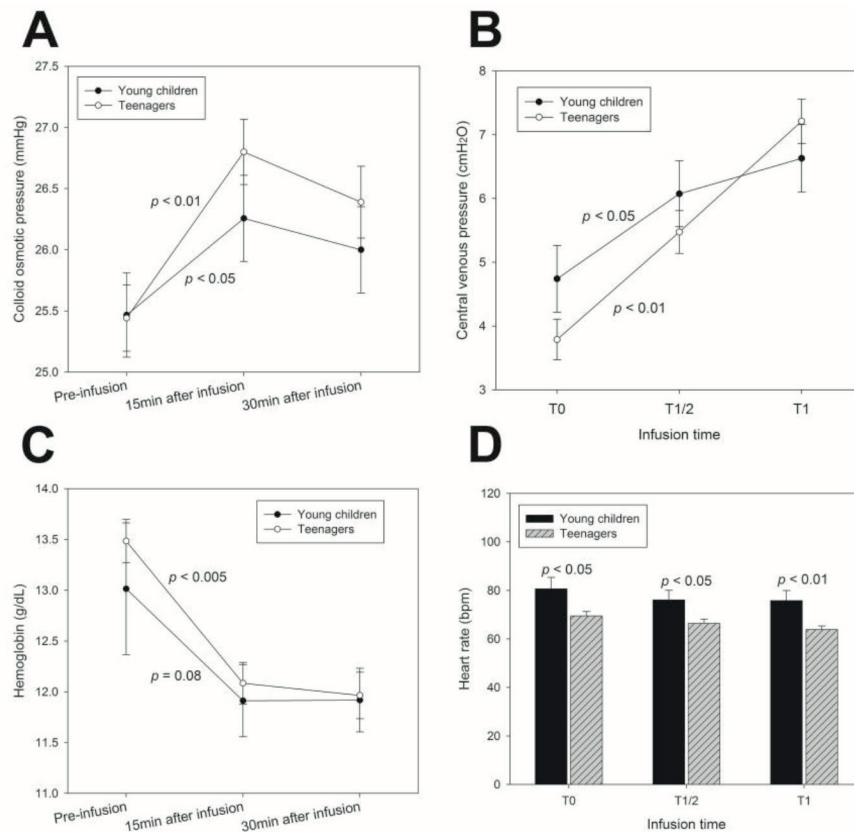 A
27.5
27.0
26.5
26.0
25.5
25.0
Colloid osmotic pressure (mmHg)
Young children
Teenagers
p < 0.01
p < 0.05
Pre-infusion
15min after infusion
30min after infusion
B
8
7
6
5
4
3
Central venous pressure (cmH2O)
Young children
Teenagers
p < 0.05
p < 0.01
T0
T1/2
T1
Infusion time
C
14.0
13.5
13.0
12.5
12.0
11.5
11.0
Hemoglobin (g/dL)
Young children
Teenagers
p < 0.005
p = 0.08
Pre-infusion
15min after infusion
30min after infusion
D
120
100
80
60
40
20
0
Heart rate (bpm)
Young children
Teenagers
p < 0.05
p < 0.05
p < 0.01
T0
T1/2
T1
Infusion time